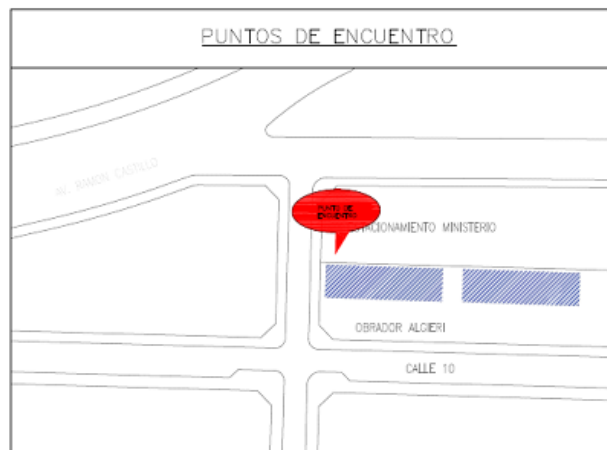 PUNTOS DE ENCUENTRO
AV. RAMON CASTILLO
PUNTO DE
ENCUENTRO
ESTACIONAMIENTO MINISTERIO
OBRADOR ALGIERI
CALLE 10